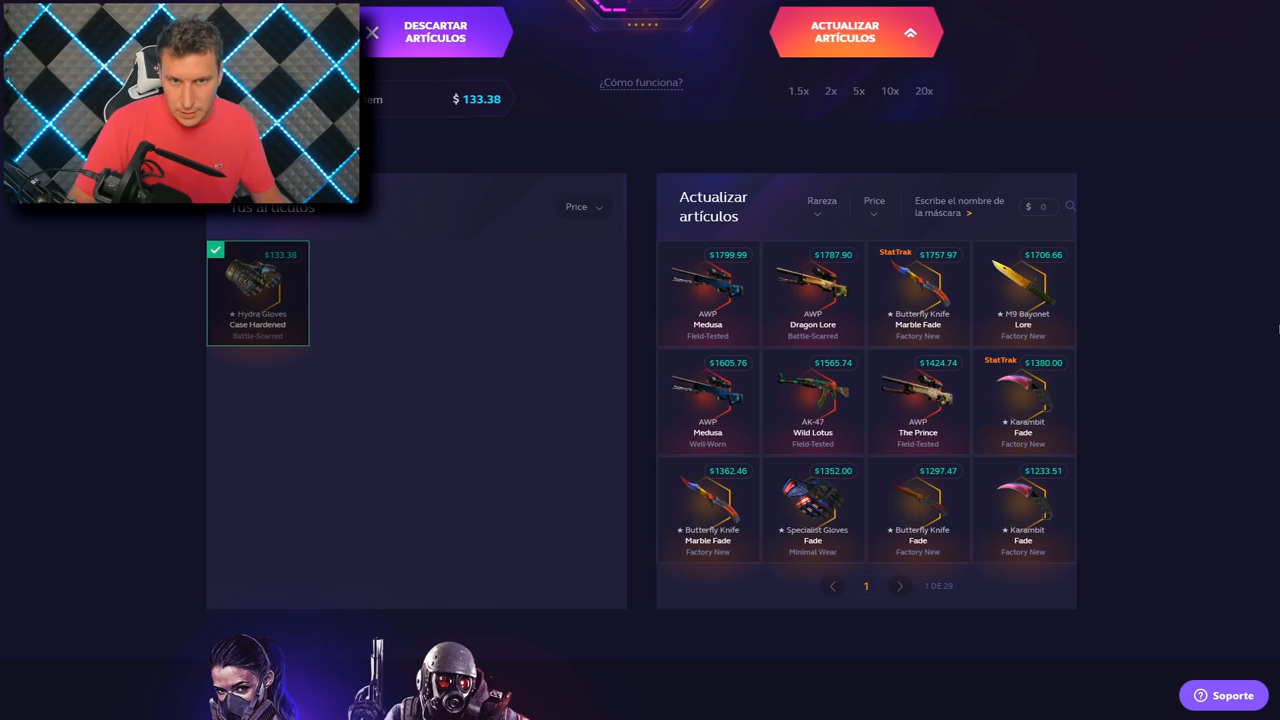 DESCARTAR
ARTÍCULOS
ACTUALIZAR
ARTÍCULOS
¿Cómo funciona?
tem
$ 133.38
1.5x 2x 5x 10x 20x
Tus artículos
Price
Actualizar
artículos
Rareza
Price
Escribe el nombre de
la máscara >
$ 0
$133.38
★ Hydra Gloves
Case Hardened
Battle-Scarred
$1799.99
AWP
Medusa
Field-Tested
$1787.90
AWP
Dragon Lore
Battle-Scarred
StatTrak
$1757.97
★ Butterfly Knife
Marble Fade
Factory New
$1706.66
★ M9 Bayonet
Lore
Factory New
$1605.76
AWP
Medusa
Well-Worn
$1565.74
AK-47
Wild Lotus
Field-Tested
$1424.74
AWP
The Prince
Field-Tested
StatTrak
$1380.00
★ Karambit
Fade
Factory New
$1362.46
★ Butterfly Knife
Marble Fade
Factory New
$1352.00
★ Specialist Gloves
Fade
Minimal Wear
$1297.47
★ Butterfly Knife
Fade
Factory New
$1233.51
★ Karambit
Fade
Factory New
1
1 DE 29
Soporte